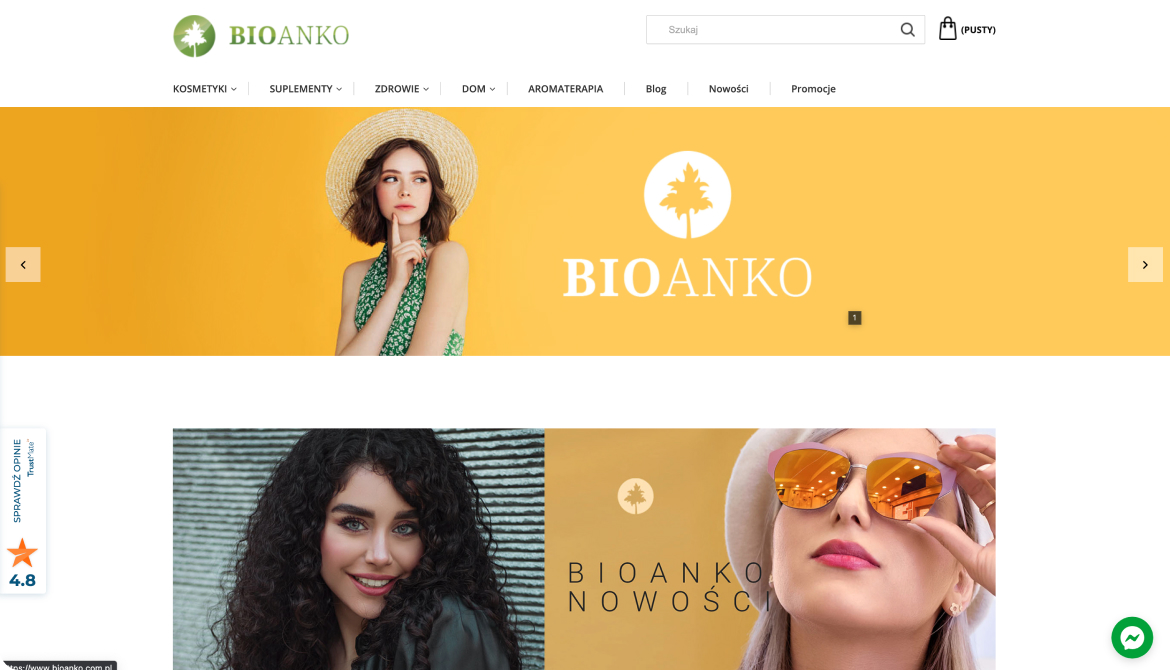 BIOANKO
Szukaj
(PUSTY)
KOSMETYKI
SUPLEMENTY
ZDROWIE
DOM
AROMATERAPIA
Blog
Nowości
Promocje
BIOANKO
1
SPRAWDŹ OPINIE
TrustMate
4.8
BIOANKO
NOWOŚCI
https://www.bioanko.com.pl